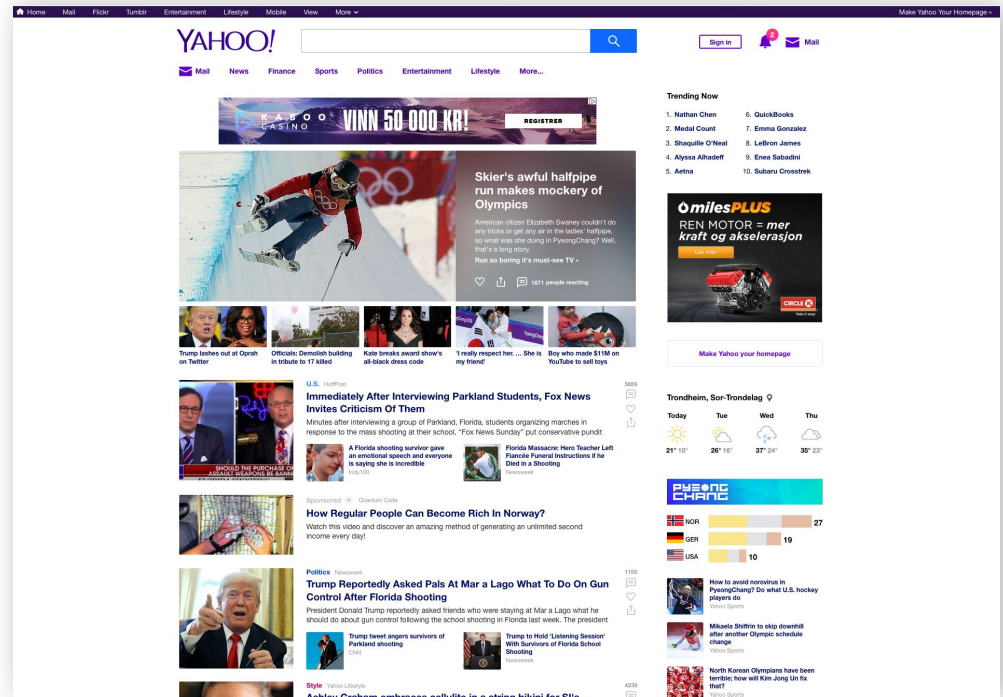 Home Mail Flickr Tumblr Entertainment Lifestyle Mobile View More
Make Yahoo Your Homepage »
YAHOO!
Sign in
2
Mail
Mail News Finance Sports Politics Entertainment Lifestyle More...
KABOO
CASINO
VINN 50 000 KR!
REGISTRER
Skier's awful halfpipe
run makes mockery of
Olympics
American citizen Elizabeth Swaney couldn't do
any tricks or get any air in the ladies' halfpipe,
so what was she doing in PyeongChang? Well,
that's a long story.
Run so boring it's must-see TV »
1671 people reacting
Trump lashes out at Oprah
on Twitter
Officials: Demolish building
in tribute to 17 killed
Kate breaks award show's
all-black dress code
'I really respect her. ... She is
my friend'
Boy who made $11M on
YouTube to sell toys
U.S. HuffPost
5859
Immediately After Interviewing Parkland Students, Fox News
Invites Criticism Of Them
Minutes after interviewing a group of Parkland, Florida, students organizing marches in
response to the mass shooting at their school, "Fox News Sunday" put conservative pundit
SHOULD THE PURCHASE OF
ASSAULT WEAPONS BE BANN
A Florida shooting survivor gave
an emotional speech and everyone
is saying she is incredible
Indy100
Florida Massacre: Hero Teacher Left
Fiancée Funeral Instructions if he
Died in a Shooting
Newsweek
Sponsored Quantum Code
How Regular People Can Become Rich In Norway?
Watch this video and discover an amazing method of generating an unlimited second
income every day!
Politics Newsweek
1150
Trump Reportedly Asked Pals At Mar a Lago What To Do On Gun
Control After Florida Shooting
President Donald Trump reportedly asked friends who were staying at Mar a Lago what he
should do about gun control following the school shooting in Florida last week. The president
Trump tweet angers survivors of
Parkland shooting
CNN
Trump to Hold 'Listening Session'
With Survivors of Florida School
Shooting
Newsweek
Style Yahoo Lifestyle
4239
Ashley Graham embraces cellulite in a string bikini for SI's
Trending Now
1. Nathan Chen
2. Medal Count
3. Shaquille O'Neal
4. Alyssa Alhadeff
5. Aetna
6. QuickBooks
7. Emma Gonzalez
8. LeBron James
9. Enea Sabadini
10. Subaru Crosstrek
milesPLUS
REN MOTOR = mer
kraft og akselerasjon
Les mer
CIRCLE K
Take it easy
Make Yahoo your homepage
Trondheim, Sor-Trondelag
Today Tue Wed Thu
21° 10° 26° 16° 37° 24° 35° 23°
PYEONG
CHANG
NOR 27
GER 19
USA 10
How to avoid norovirus in
PyeongChang? Do what U.S. hockey
players do
Yahoo Sports
Mikaela Shiffrin to skip downhill
after another Olympic schedule
change
Yahoo Sports
North Korean Olympians have been
terrible; how will Kim Jong Un fix
that?
Yahoo Sports